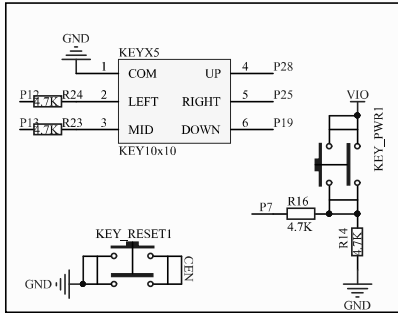 GND
KEYX5
1 COM UP 4 P28
P12 4.7K R24 2 LEFT RIGHT 5 P25
P13 4.7K R23 3 MID DOWN 6 P19
KEY10x10
VIO
KEY_PWR1
P7 R16 4.7K
R14 4.7K
GND
KEY_RESET1
GND
CEN